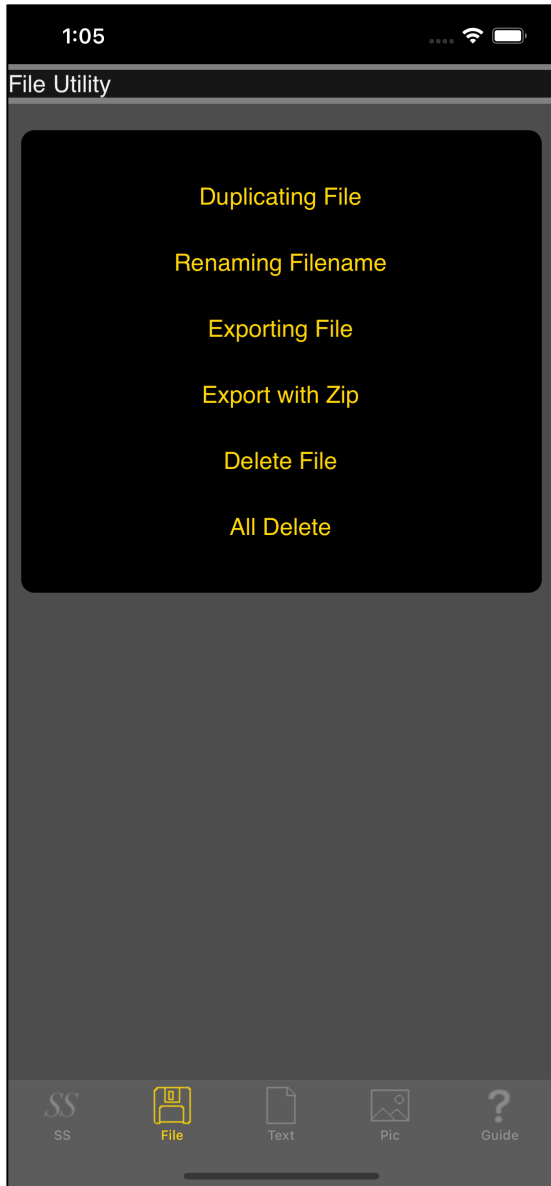 1:05
File Utility
Duplicating File
Renaming Filename
Exporting File
Export with Zip
Delete File
All Delete
SS
SS
File
Text
Pic
?
Guide